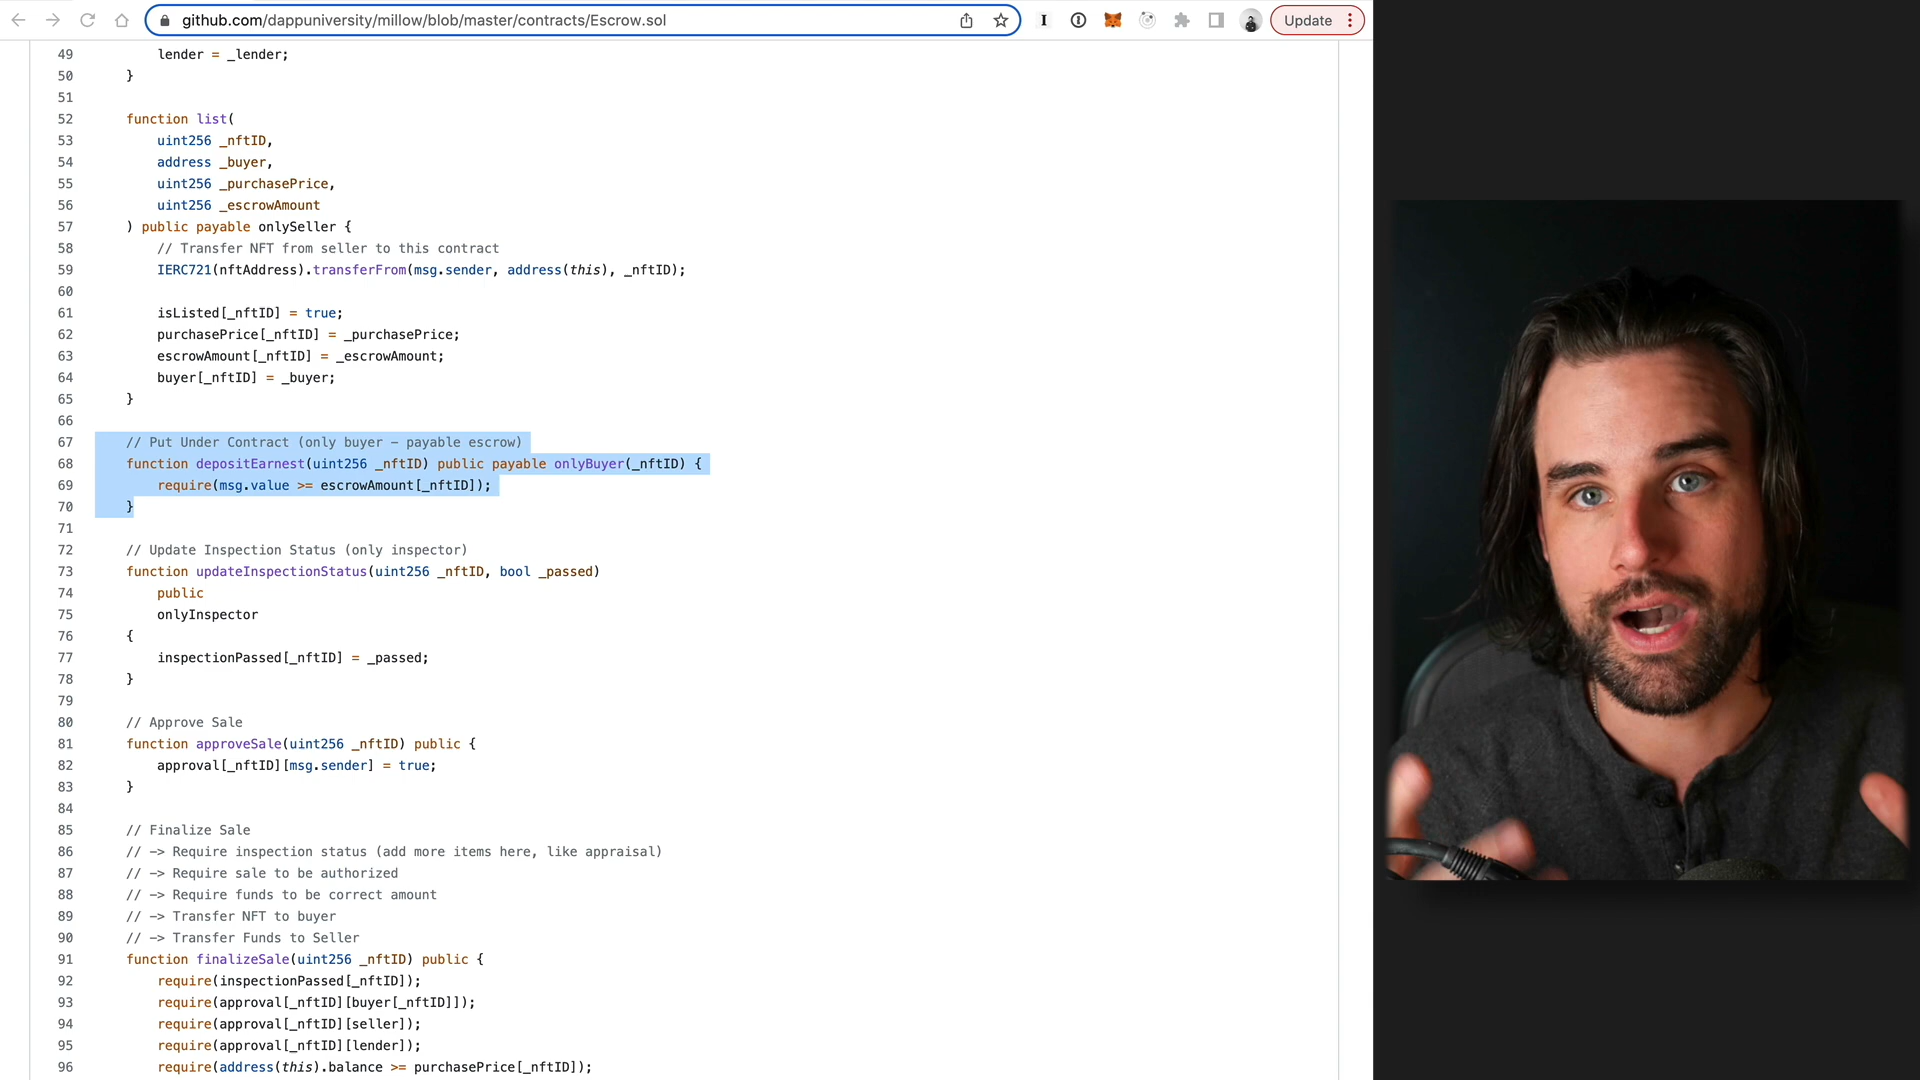 github.com/dappuniversity/millow/blob/master/contracts/Escrow.sol
Update
49 lender = _lender;
50 }
51
52 function list(
53 uint256 _nftID,
54 address _buyer,
55 uint256 _purchasePrice,
56 uint256 _escrowAmount
57 ) public payable onlySeller {
58 // Transfer NFT from seller to this contract
59 IERC721(nftAddress).transferFrom(msg.sender, address(this), _nftID);
60
61 isListed[_nftID] = true;
62 purchasePrice[_nftID] = _purchasePrice;
63 escrowAmount[_nftID] = _escrowAmount;
64 buyer[_nftID] = _buyer;
65 }
66
67 // Put Under Contract (only buyer - payable escrow)
68 function depositEarnest(uint256 _nftID) public payable onlyBuyer(_nftID) {
69 require(msg.value >= escrowAmount[_nftID]);
70 }
71
72 // Update Inspection Status (only inspector)
73 function updateInspectionStatus(uint256 _nftID, bool _passed)
74 public
75 onlyInspector
76 {
77 inspectionPassed[_nftID] = _passed;
78 }
79
80 // Approve Sale
81 function approveSale(uint256 _nftID) public {
82 approval[_nftID][msg.sender] = true;
83 }
84
85 // Finalize Sale
86 // -> Require inspection status (add more items here, like appraisal)
87 // -> Require sale to be authorized
88 // -> Require funds to be correct amount
89 // -> Transfer NFT to buyer
90 // -> Transfer Funds to Seller
91 function finalizeSale(uint256 _nftID) public {
92 require(inspectionPassed[_nftID]);
93 require(approval[_nftID][buyer[_nftID]]);
94 require(approval[_nftID][seller]);
95 require(approval[_nftID][lender]);
96 require(address(this).balance >= purchasePrice[_nftID]);